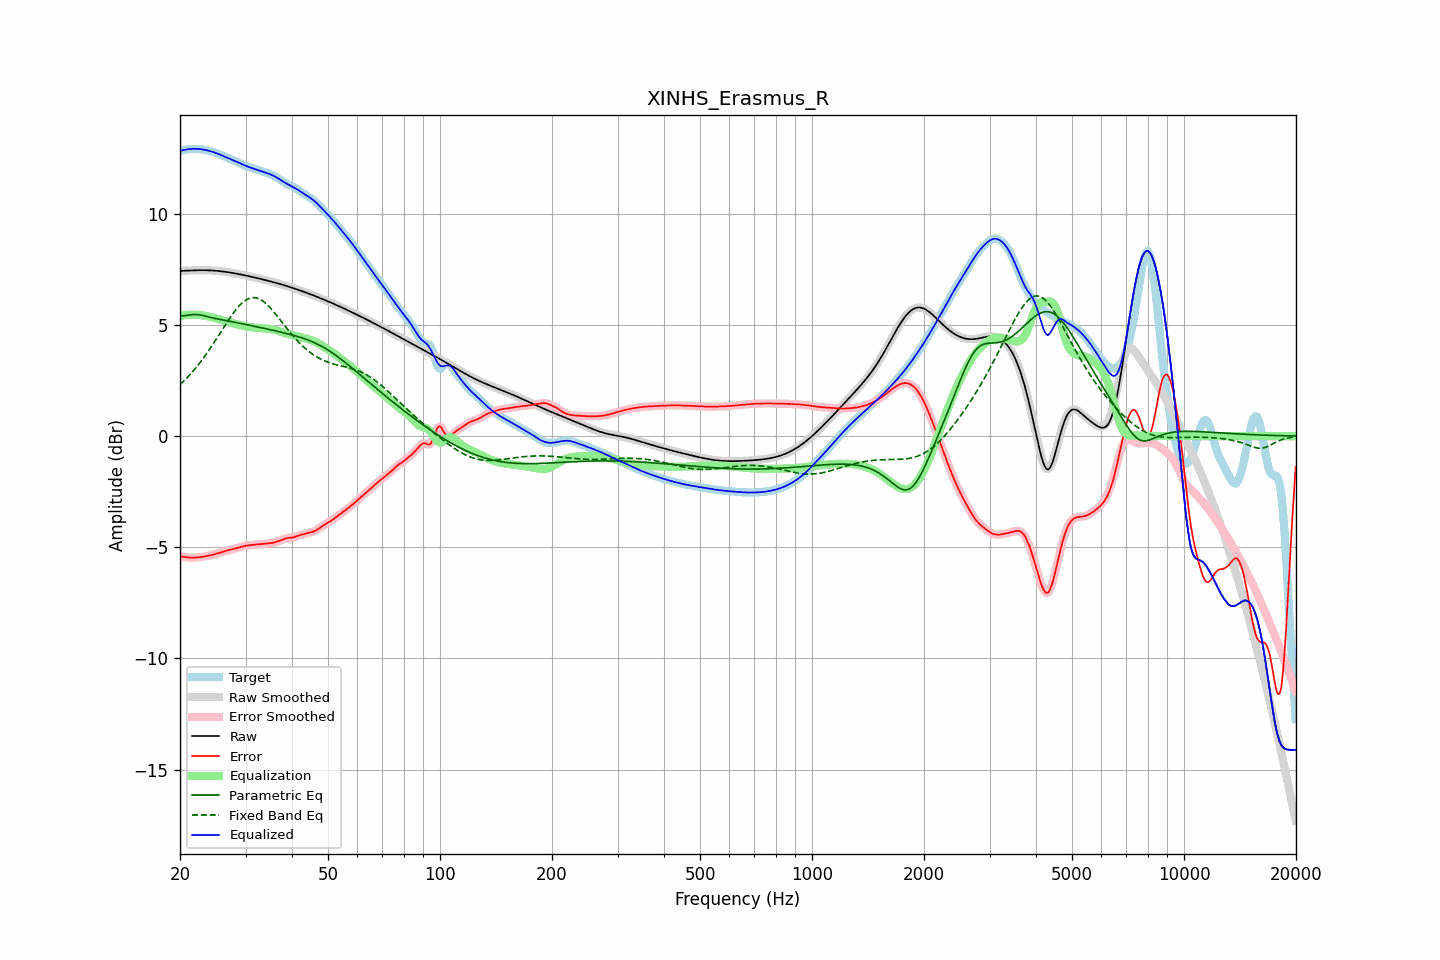 XINHS_Erasmus_R
Amplitude (dBr)
10
5
0
−5
−10
−15
Target
Raw Smoothed
Error Smoothed
Raw
Error
Equalization
Parametric Eq
Fixed Band Eq
Equalized
20 50 100 200 500 1000 2000 5000 10000 20000
Frequency (Hz)